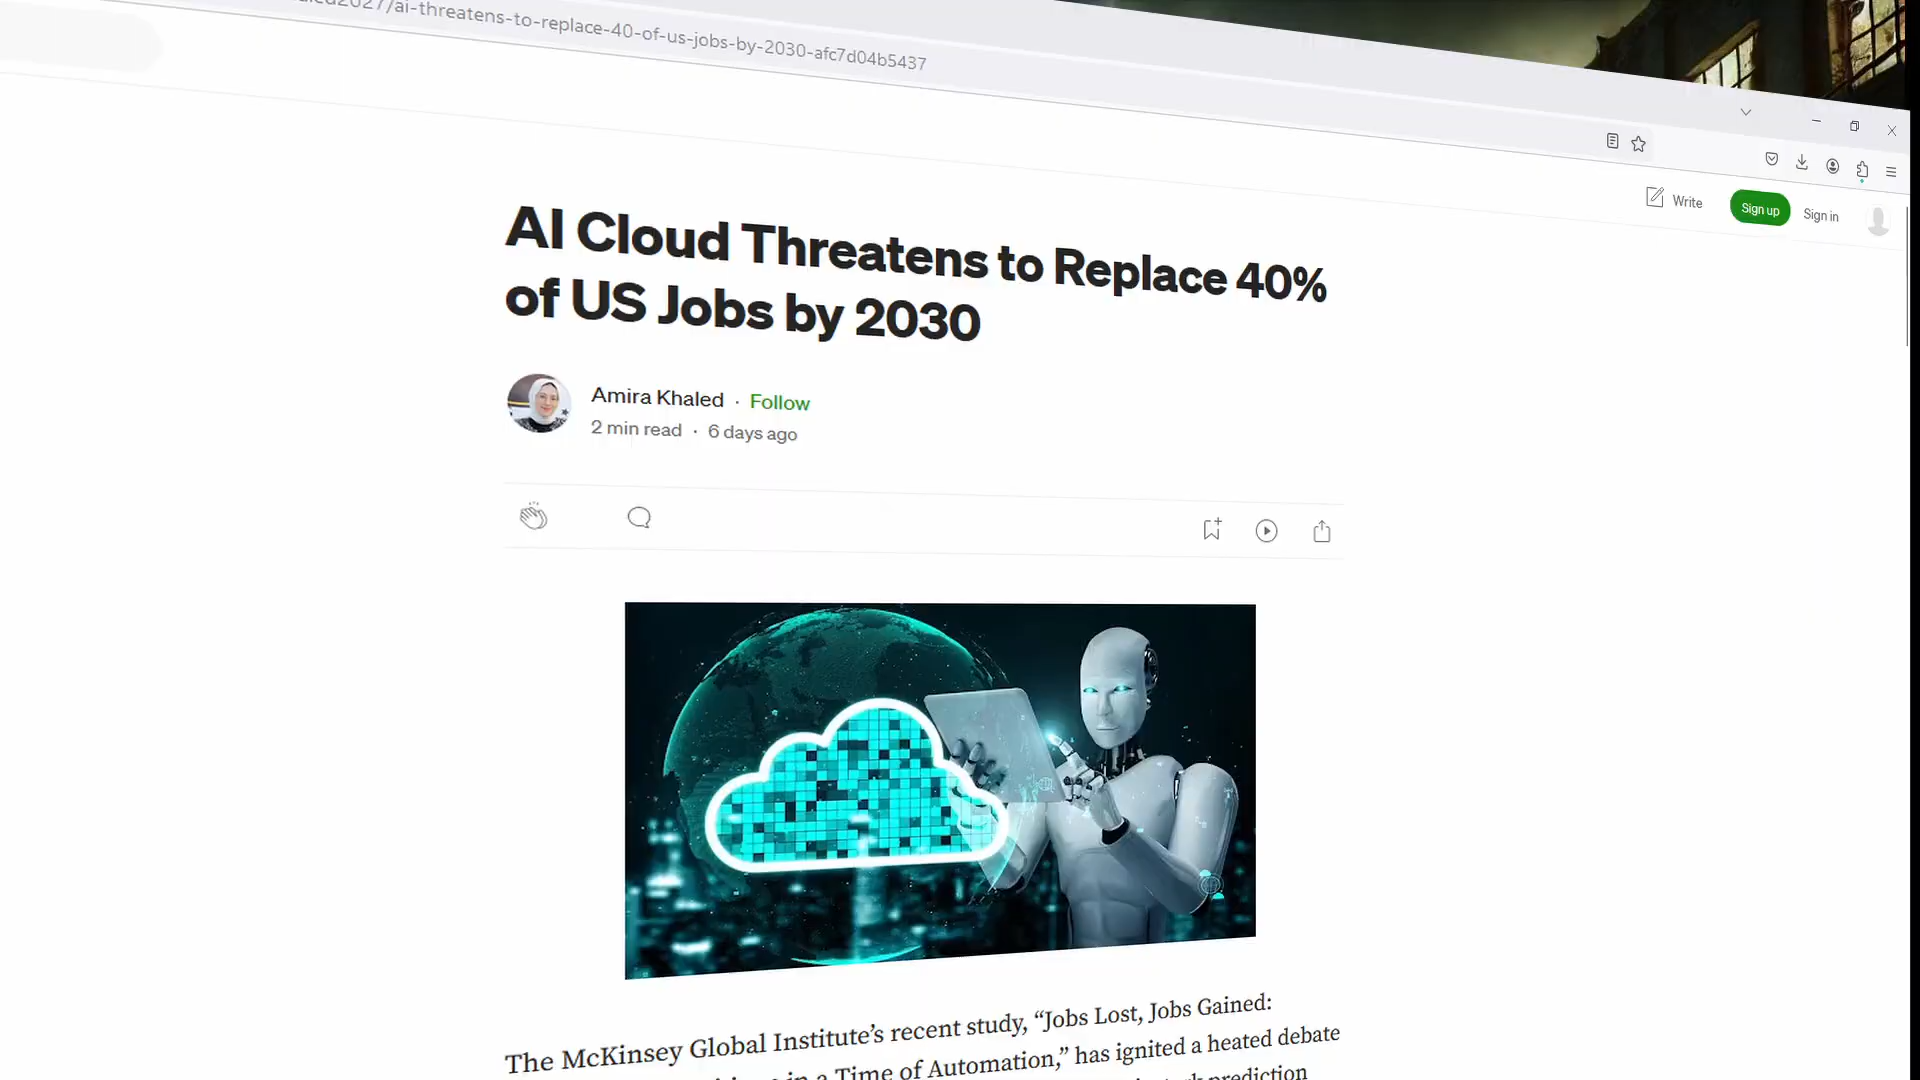 /ai-threatens-to-replace-40-of-us-jobs-by-2030-afc7d04b5437
Write
Sign up
Sign in
AI Cloud Threatens to Replace 40%
of US Jobs by 2030
Amira Khaled · Follow
2 min read · 6 days ago
The McKinsey Global Institute’s recent study, “Jobs Lost, Jobs Gained:
in a Time of Automation,” has ignited a heated debate
prediction